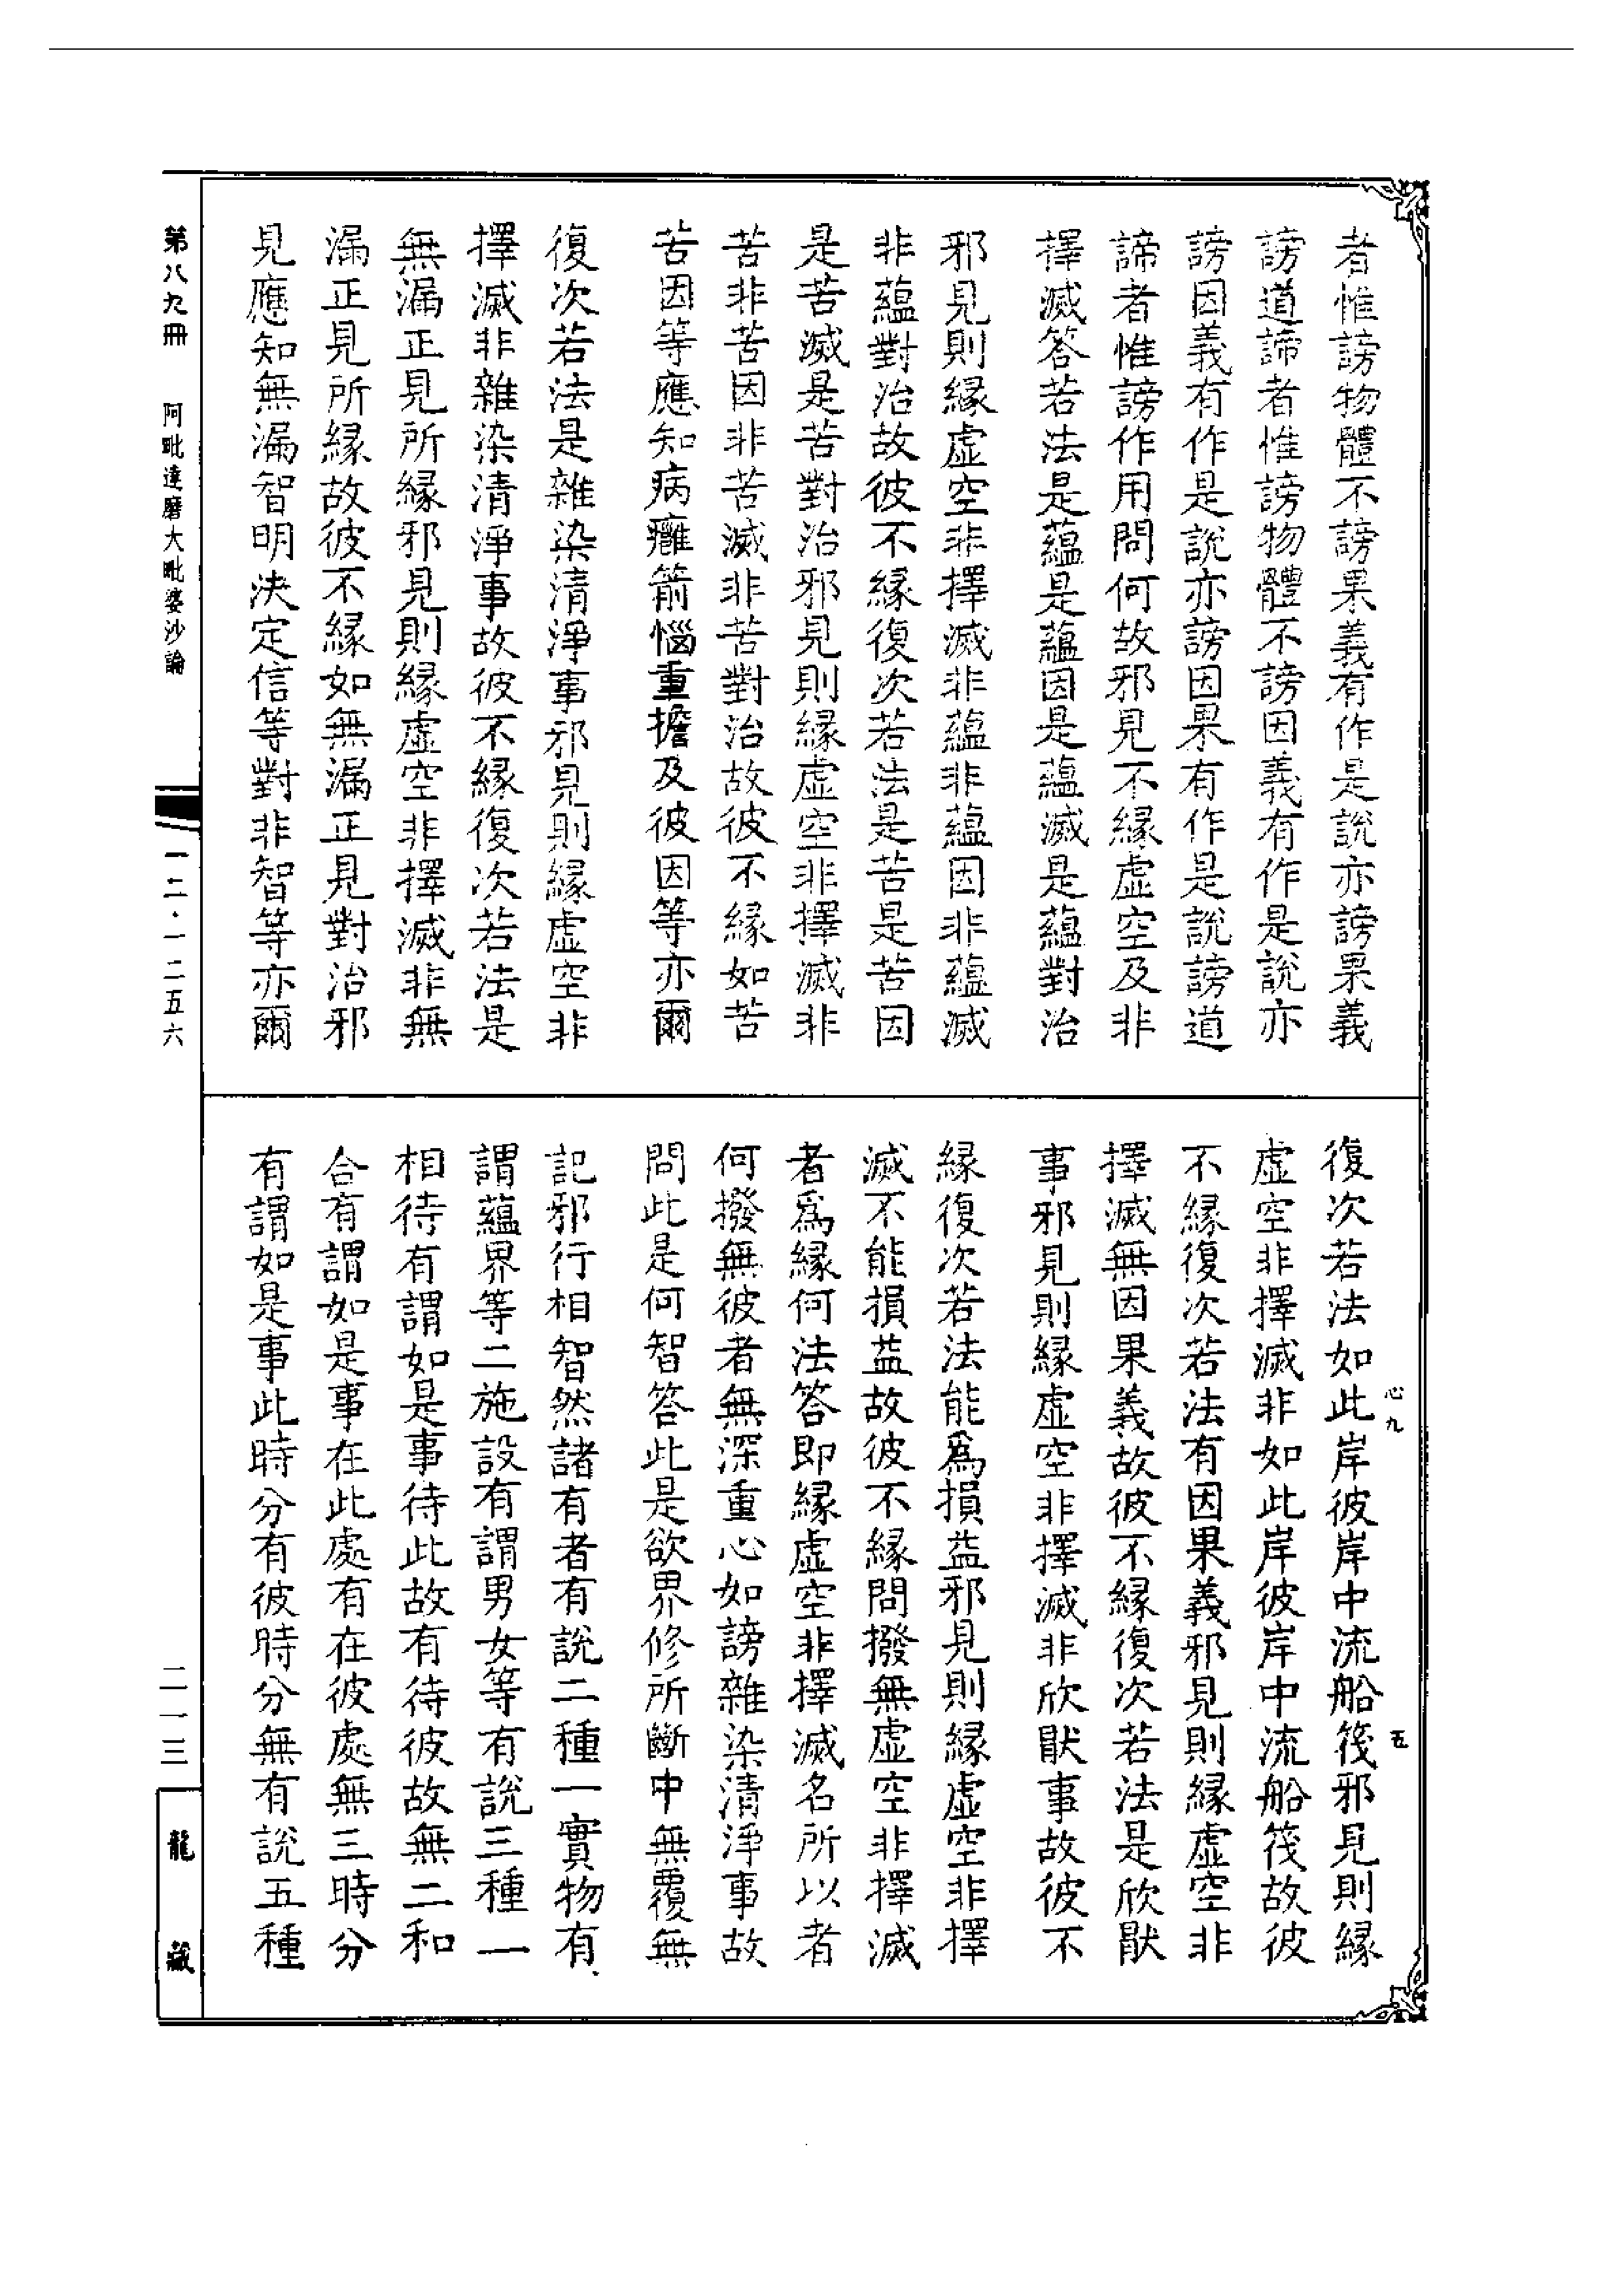 者惟謗物體不謗果義有作是說亦謗果義
謗道諦者惟謗物體不謗因義有作是說亦
謗因義有作是說亦謗因果有作是說謗道
諦者惟謗作用問何故邪見不緣虛空及非
擇滅答若法是蘊是蘊因是蘊滅是蘊對治
邪見則緣虛空非擇滅非蘊非蘊因非蘊滅
非蘊對治故彼不緣復次若法是苦是苦因
是苦滅是苦對治邪見則緣虛空非擇滅非
苦非苦因非苦滅非苦對治故彼不緣如苦
苦因等應知病癰箭惱重擔及彼因等亦爾
復次若法是雜染清淨事邪見則緣虛空非
擇滅非雜染清淨事故彼不緣復次若法是
無漏正見所緣邪見則緣虛空非擇滅非無
漏正見所緣故彼不緣如無漏正見對治邪
見應知無漏智明決定信等對非智等亦爾
復次若法如此岸彼岸中流船筏邪見則緣
虛空非擇滅非如此岸彼岸中流船筏故彼
不緣復次若法有因果義邪見則緣虛空非
擇滅無因果義故彼不緣復次若法是欣猒
事邪見則緣虛空非擇滅非欣猒事故彼不
緣復次若法能爲損益邪見則緣虛空非擇
滅不能損益故彼不緣問撥無虛空非擇滅
者爲緣何法答即緣虛空非擇滅名所以者
何撥無彼者無深重心如謗雜染清淨事故
問此是何智答此是欲界修所斷中無覆無
記邪行相智然諸有者有說二種一實物有
謂蘊界等二施設有謂男女等有說三種一
相待有謂如是事待此故有待彼故無二和
合有謂如是事在此處有在彼處無三時分
有謂如是事此時分有彼時分無有說五種
心九
五
第八九冊 阿毗達磨大毗婆沙論
一二·一二五六
二一三
龍藏